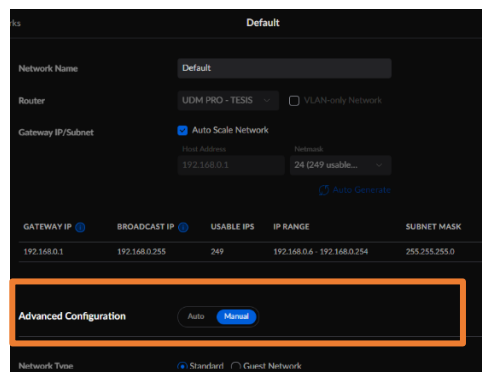 rks
Default
Network Name
Default
Router
UDM PRO - TESIS
VLAN-only Network
Gateway IP/Subnet
Auto Scale Network
Host Address
Netmask
192.168.0.1
24 (249 usable...
Auto Generate
GATEWAY IP BROADCAST IP USABLE IPS IP RANGE SUBNET MASK
192.168.0.1 192.168.0.255 249 192.168.0.6 - 192.168.0.254 255.255.255.0
Advanced Configuration
Auto Manual
Network Type
Standard Guest Network